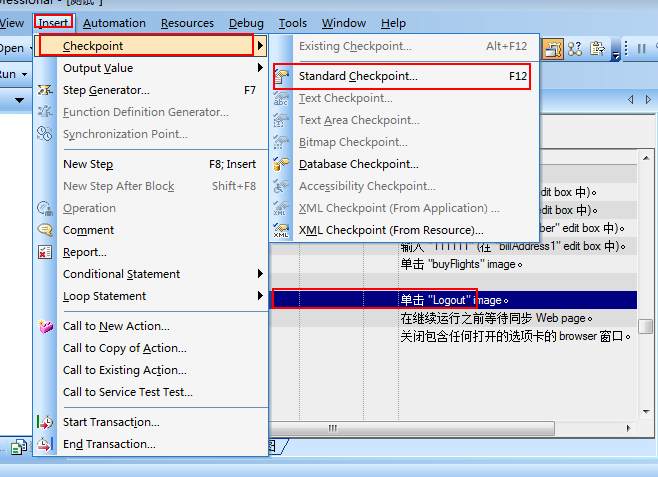 rofessional - [测试]
View Insert Automation Resources Debug Tools Window Help
Open
Run
Checkpoint
Output Value
Step Generator... F7
Function Definition Generator...
Synchronization Point...
New Step F8; Insert
New Step After Block Shift+F8
Operation
Comment
Report...
Conditional Statement
Loop Statement
Call to New Action...
Call to Copy of Action...
Call to Existing Action...
Call to Service Test Test...
Start Transaction...
End Transaction...
Existing Checkpoint... Alt+F12
Standard Checkpoint... F12
Text Checkpoint...
Text Area Checkpoint...
Bitmap Checkpoint...
Database Checkpoint...
Accessibility Checkpoint...
XML Checkpoint (From Application) ...
XML Checkpoint (From Resource)...
edit box 中)。
edit box 中)。
ber" edit box 中)。
输入 "111111" (在 "billAddress1" edit box 中)。
单击 "buyFlights" image。
单击 "Logout" image。
在继续运行之前等待同步 Web page。
关闭包含任何打开的选项卡的 browser 窗口。
图